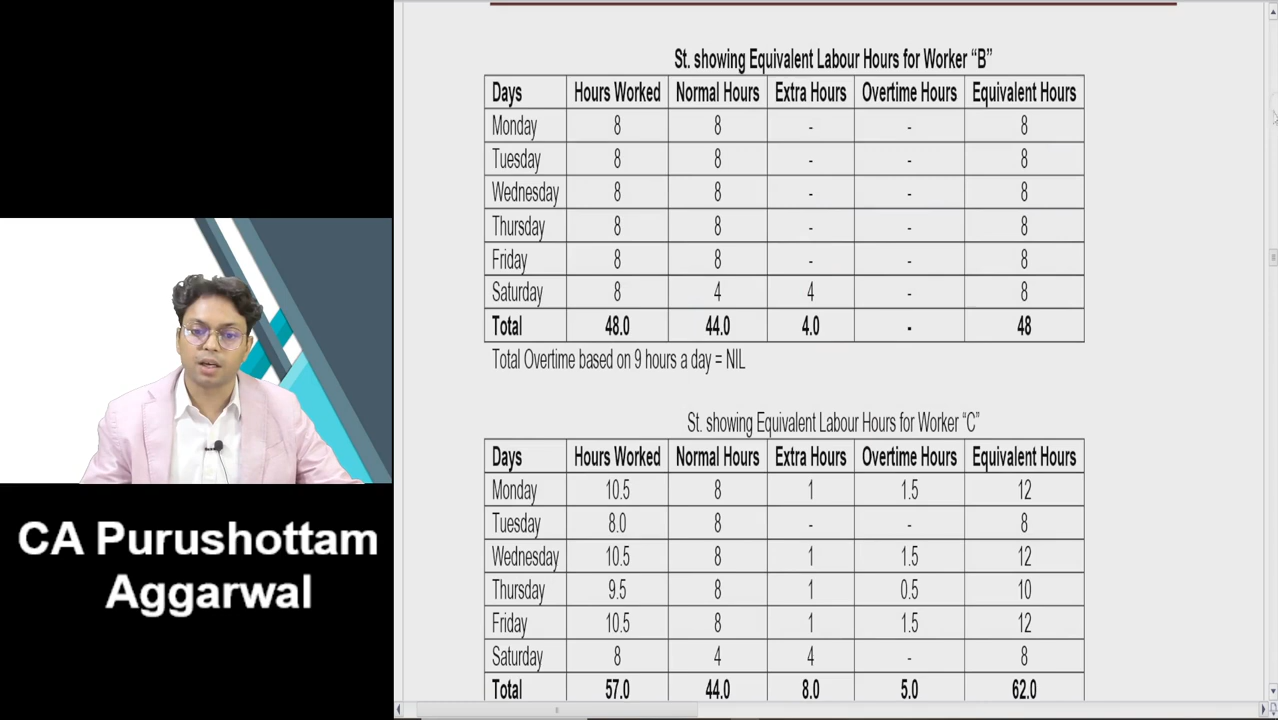 St. showing Equivalent Labour Hours for Worker “B”
Days Hours Worked Normal Hours Extra Hours Overtime Hours Equivalent Hours
Monday 8 8 - - 8
Tuesday 8 8 - - 8
Wednesday 8 8 - - 8
Thursday 8 8 - - 8
Friday 8 8 - - 8
Saturday 8 4 4 - 8
Total 48.0 44.0 4.0 - 48
Total Overtime based on 9 hours a day = NIL
St. showing Equivalent Labour Hours for Worker “C”
Days Hours Worked Normal Hours Extra Hours Overtime Hours Equivalent Hours
Monday 10.5 8 1 1.5 12
Tuesday 8.0 8 - - 8
Wednesday 10.5 8 1 1.5 12
Thursday 9.5 8 1 0.5 10
Friday 10.5 8 1 1.5 12
Saturday 8 4 4 - 8
Total 57.0 44.0 8.0 5.0 62.0
CA Purushottam
Aggarwal